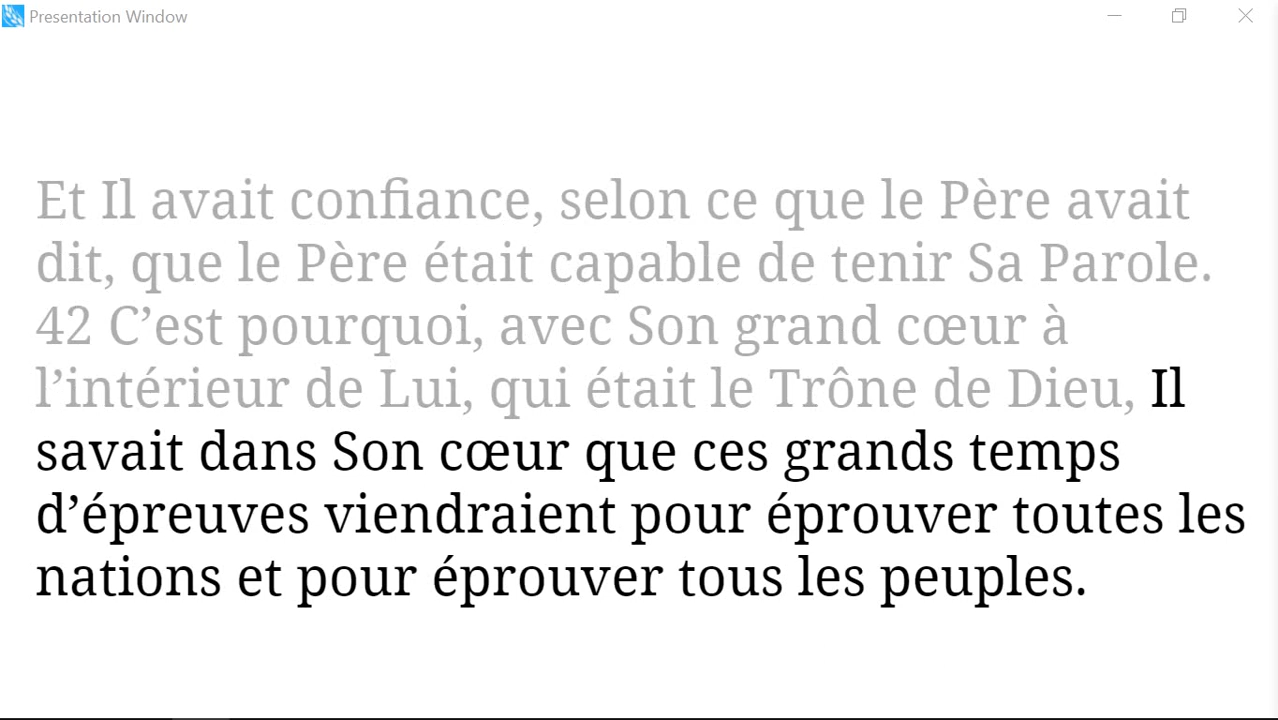 Presentation Window
Et Il avait confiance, selon ce que le Père avait
dit, que le Père était capable de tenir Sa Parole.
42 C’est pourquoi, avec Son grand cœur à
l’intérieur de Lui, qui était le Trône de Dieu, Il
savait dans Son cœur que ces grands temps
d’épreuves viendraient pour éprouver toutes les
nations et pour éprouver tous les peuples.